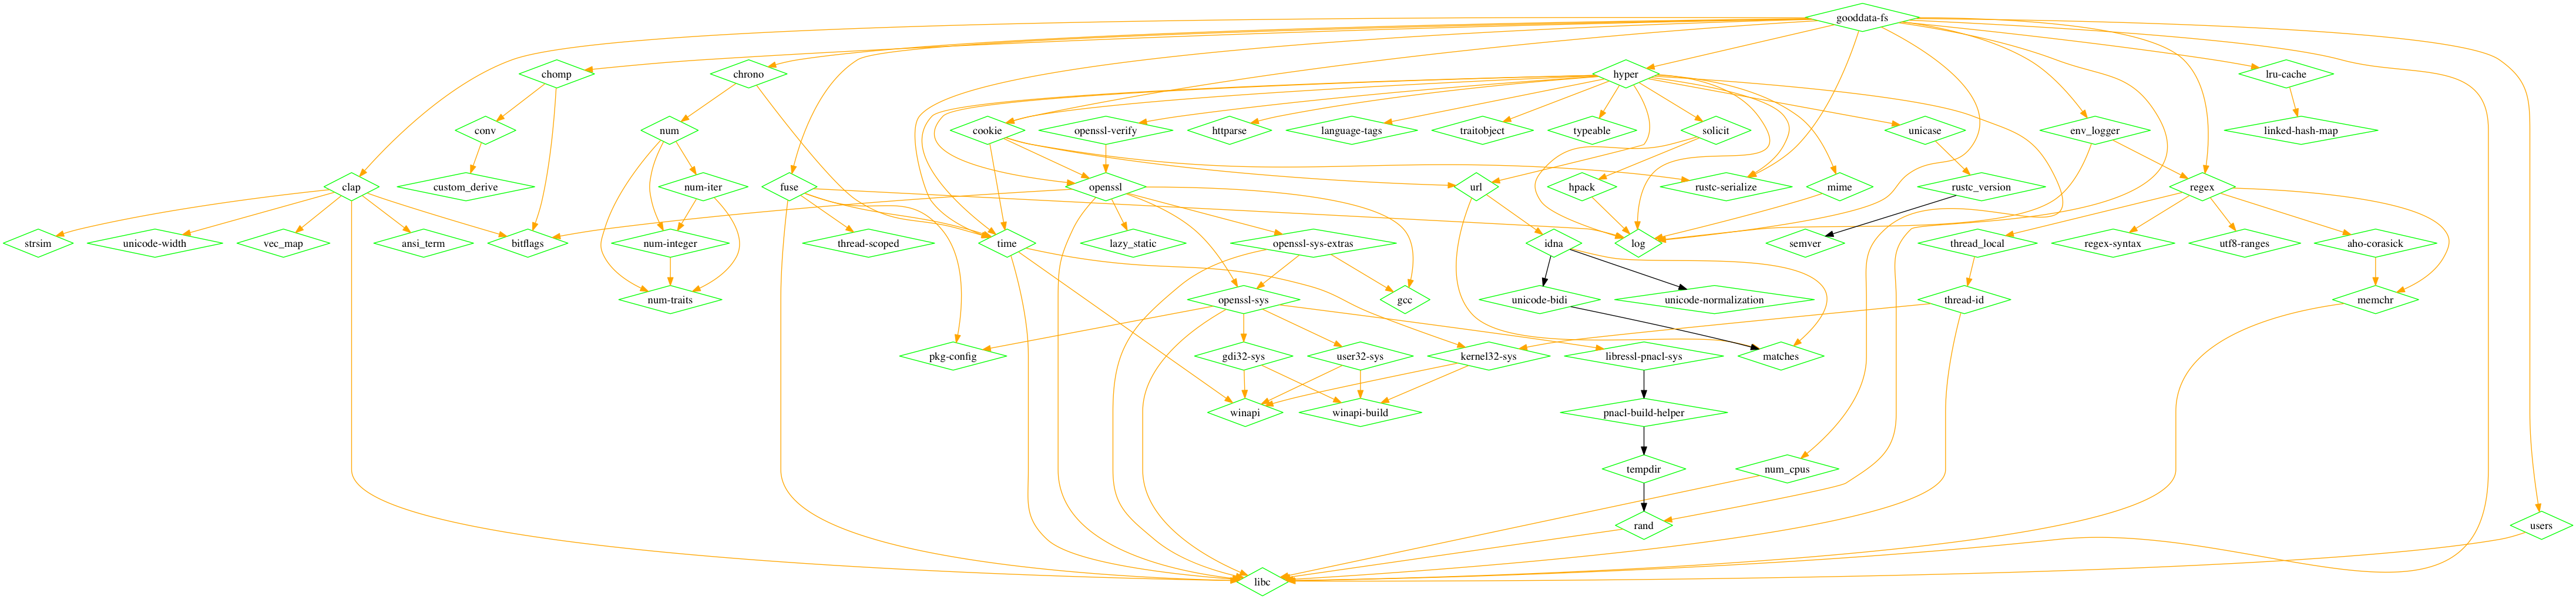 gooddata-fs
chomp
chrono
hyper
lru-cache
conv
num
cookie
openssl-verify
httparse
language-tags
traitobject
typeable
solicit
unicase
env_logger
linked-hash-map
clap
custom_derive
num-iter
fuse
openssl
url
hpack
rustc-serialize
mime
rustc_version
regex
strsim
unicode-width
vec_map
ansi_term
bitflags
num-integer
thread-scoped
time
lazy_static
openssl-sys-extras
idna
log
semver
thread_local
regex-syntax
utf8-ranges
aho-corasick
num-traits
openssl-sys
gcc
unicode-bidi
unicode-normalization
thread-id
memchr
pkg-config
gdi32-sys
user32-sys
kernel32-sys
libressl-pnacl-sys
matches
winapi
winapi-build
pnacl-build-helper
tempdir
num_cpus
rand
users
libc